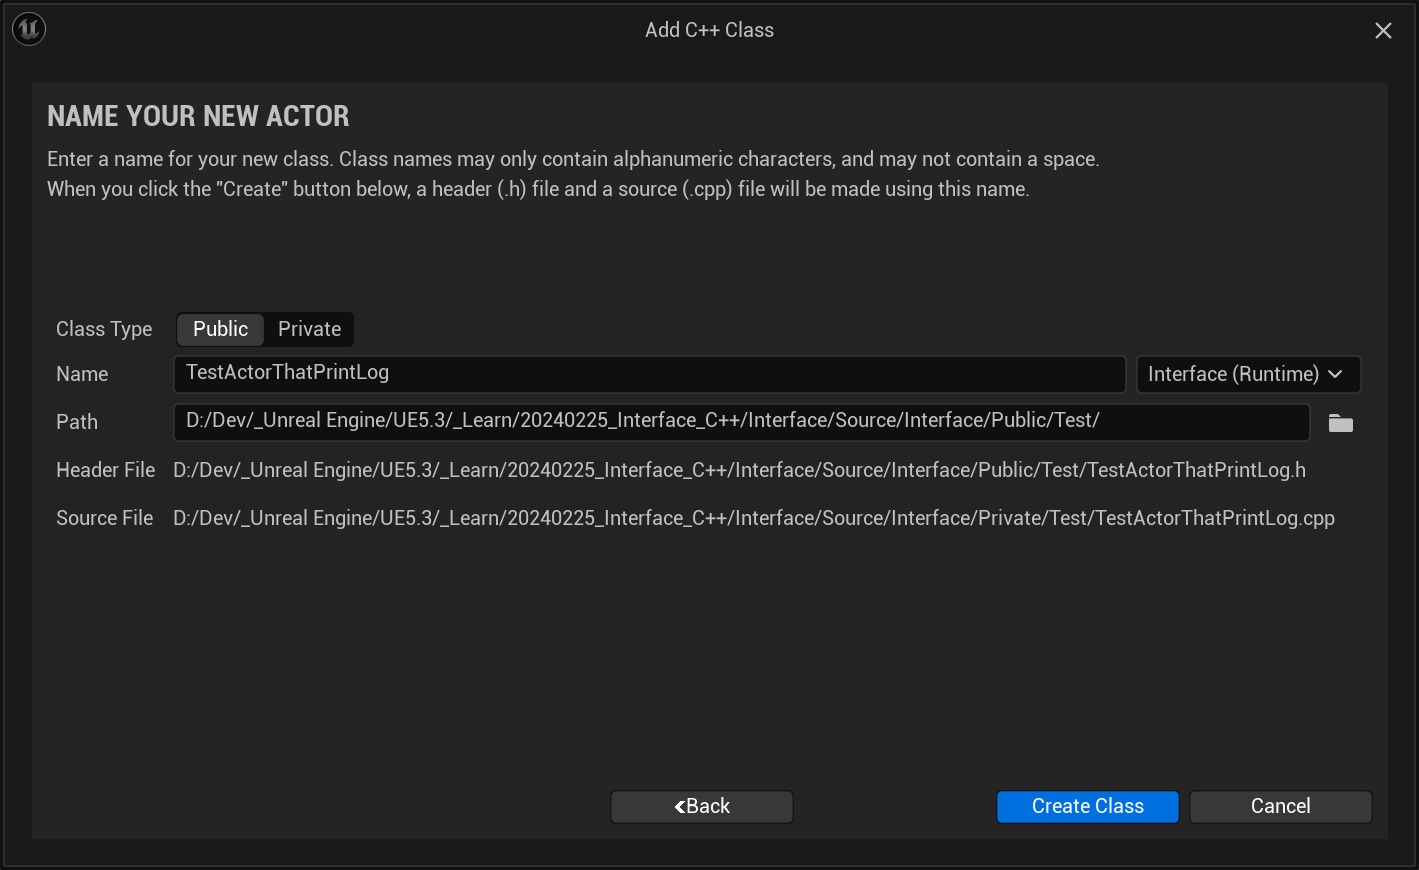 Add C++ Class
NAME YOUR NEW ACTOR
Enter a name for your new class. Class names may only contain alphanumeric characters, and may not contain a space.
When you click the "Create" button below, a header (.h) file and a source (.cpp) file will be made using this name.
Class Type Public Private
Name TestActorThatPrintLog Interface (Runtime)
Path D:/Dev/_Unreal Engine/UE5.3/_Learn/20240225_Interface_C++/Interface/Source/Interface/Public/Test/
Header File D:/Dev/_Unreal Engine/UE5.3/_Learn/20240225_Interface_C++/Interface/Source/Interface/Public/Test/TestActorThatPrintLog.h
Source File D:/Dev/_Unreal Engine/UE5.3/_Learn/20240225_Interface_C++/Interface/Source/Interface/Private/Test/TestActorThatPrintLog.cpp
Back Create Class Cancel